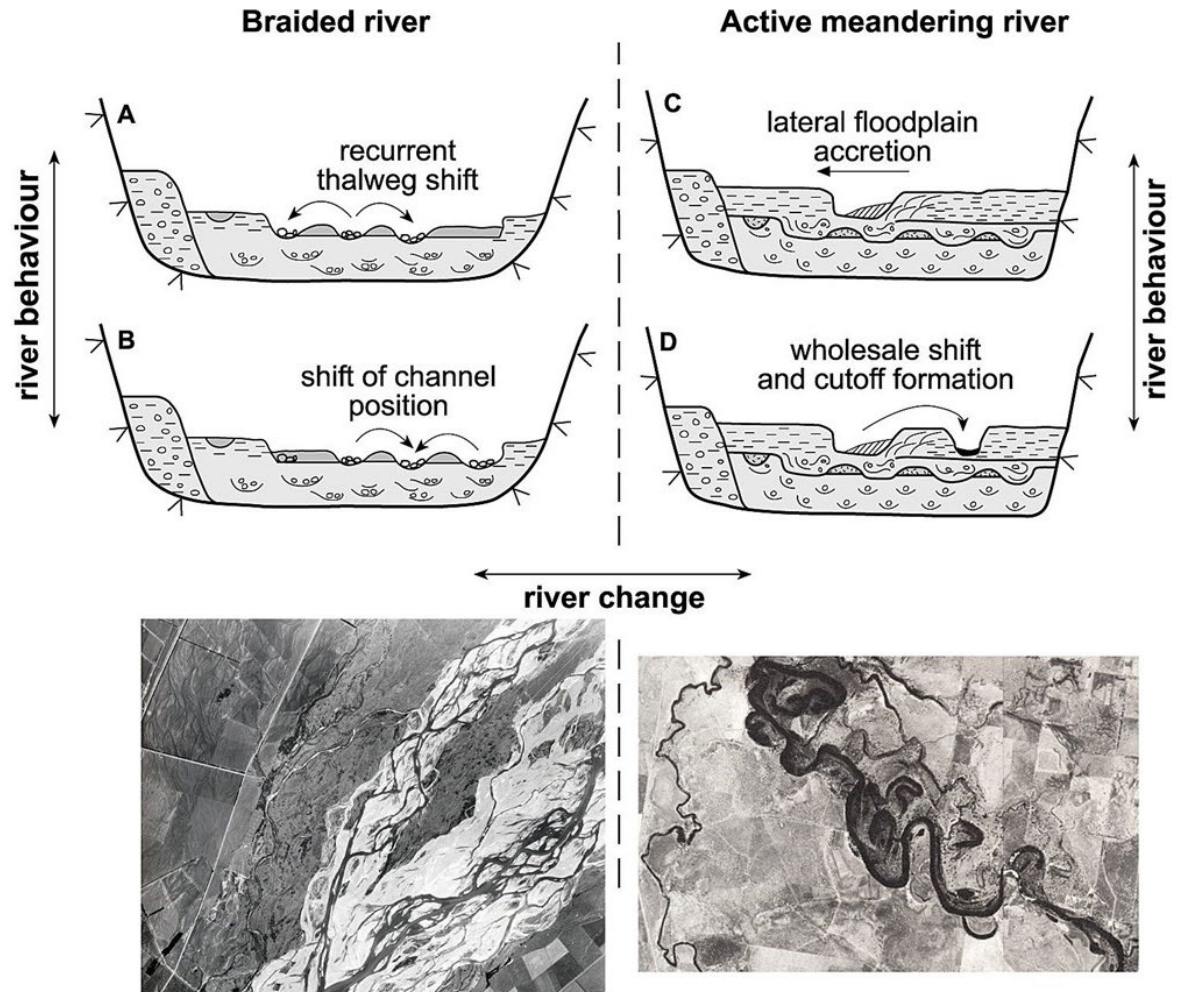 Braided river
Active meandering river
A
recurrent
thalweg shift
C
lateral floodplain
accretion
river behaviour
river behaviour
B
shift of channel
position
D
wholesale shift
and cutoff formation
river change